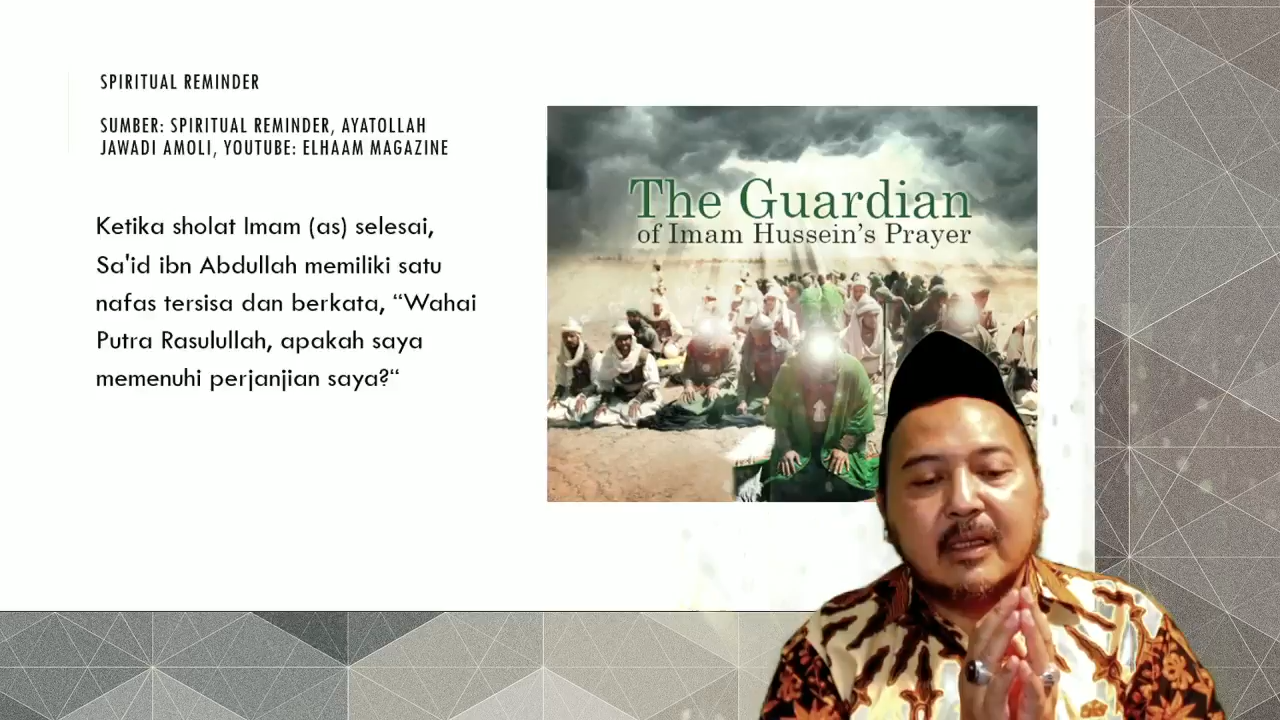 SPIRITUAL REMINDER
SUMBER: SPIRITUAL REMINDER, AYATOLLAH
JAWADI AMOLI, YOUTUBE: ELHAAM MAGAZINE
Ketika sholat Imam (as) selesai,
Sa'id ibn Abdullah memiliki satu
nafas tersisa dan berkata, “Wahai
Putra Rasulullah, apakah saya
memenuhi perjanjian saya?“
The Guardian
of Imam Hussein's Prayer